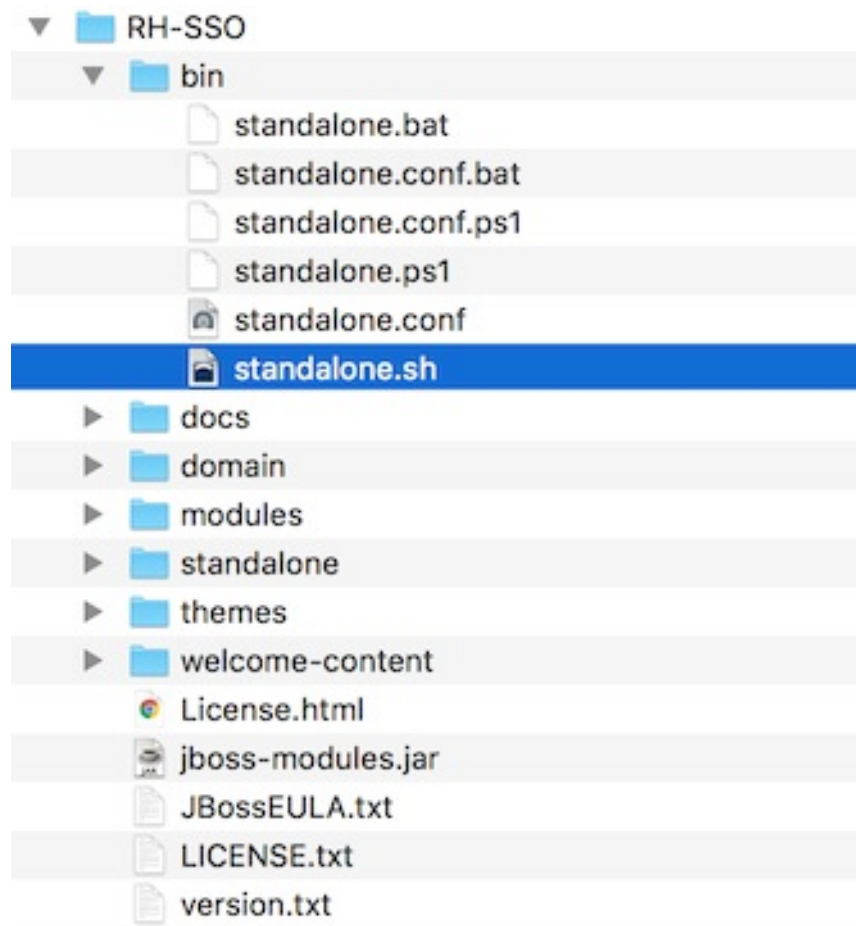 RH-SSO
bin
standalone.bat
standalone.conf.bat
standalone.conf.ps1
standalone.ps1
standalone.conf
standalone.sh
docs
domain
modules
standalone
themes
welcome-content
License.html
jboss-modules.jar
JBossEULA.txt
LICENSE.txt
version.txt